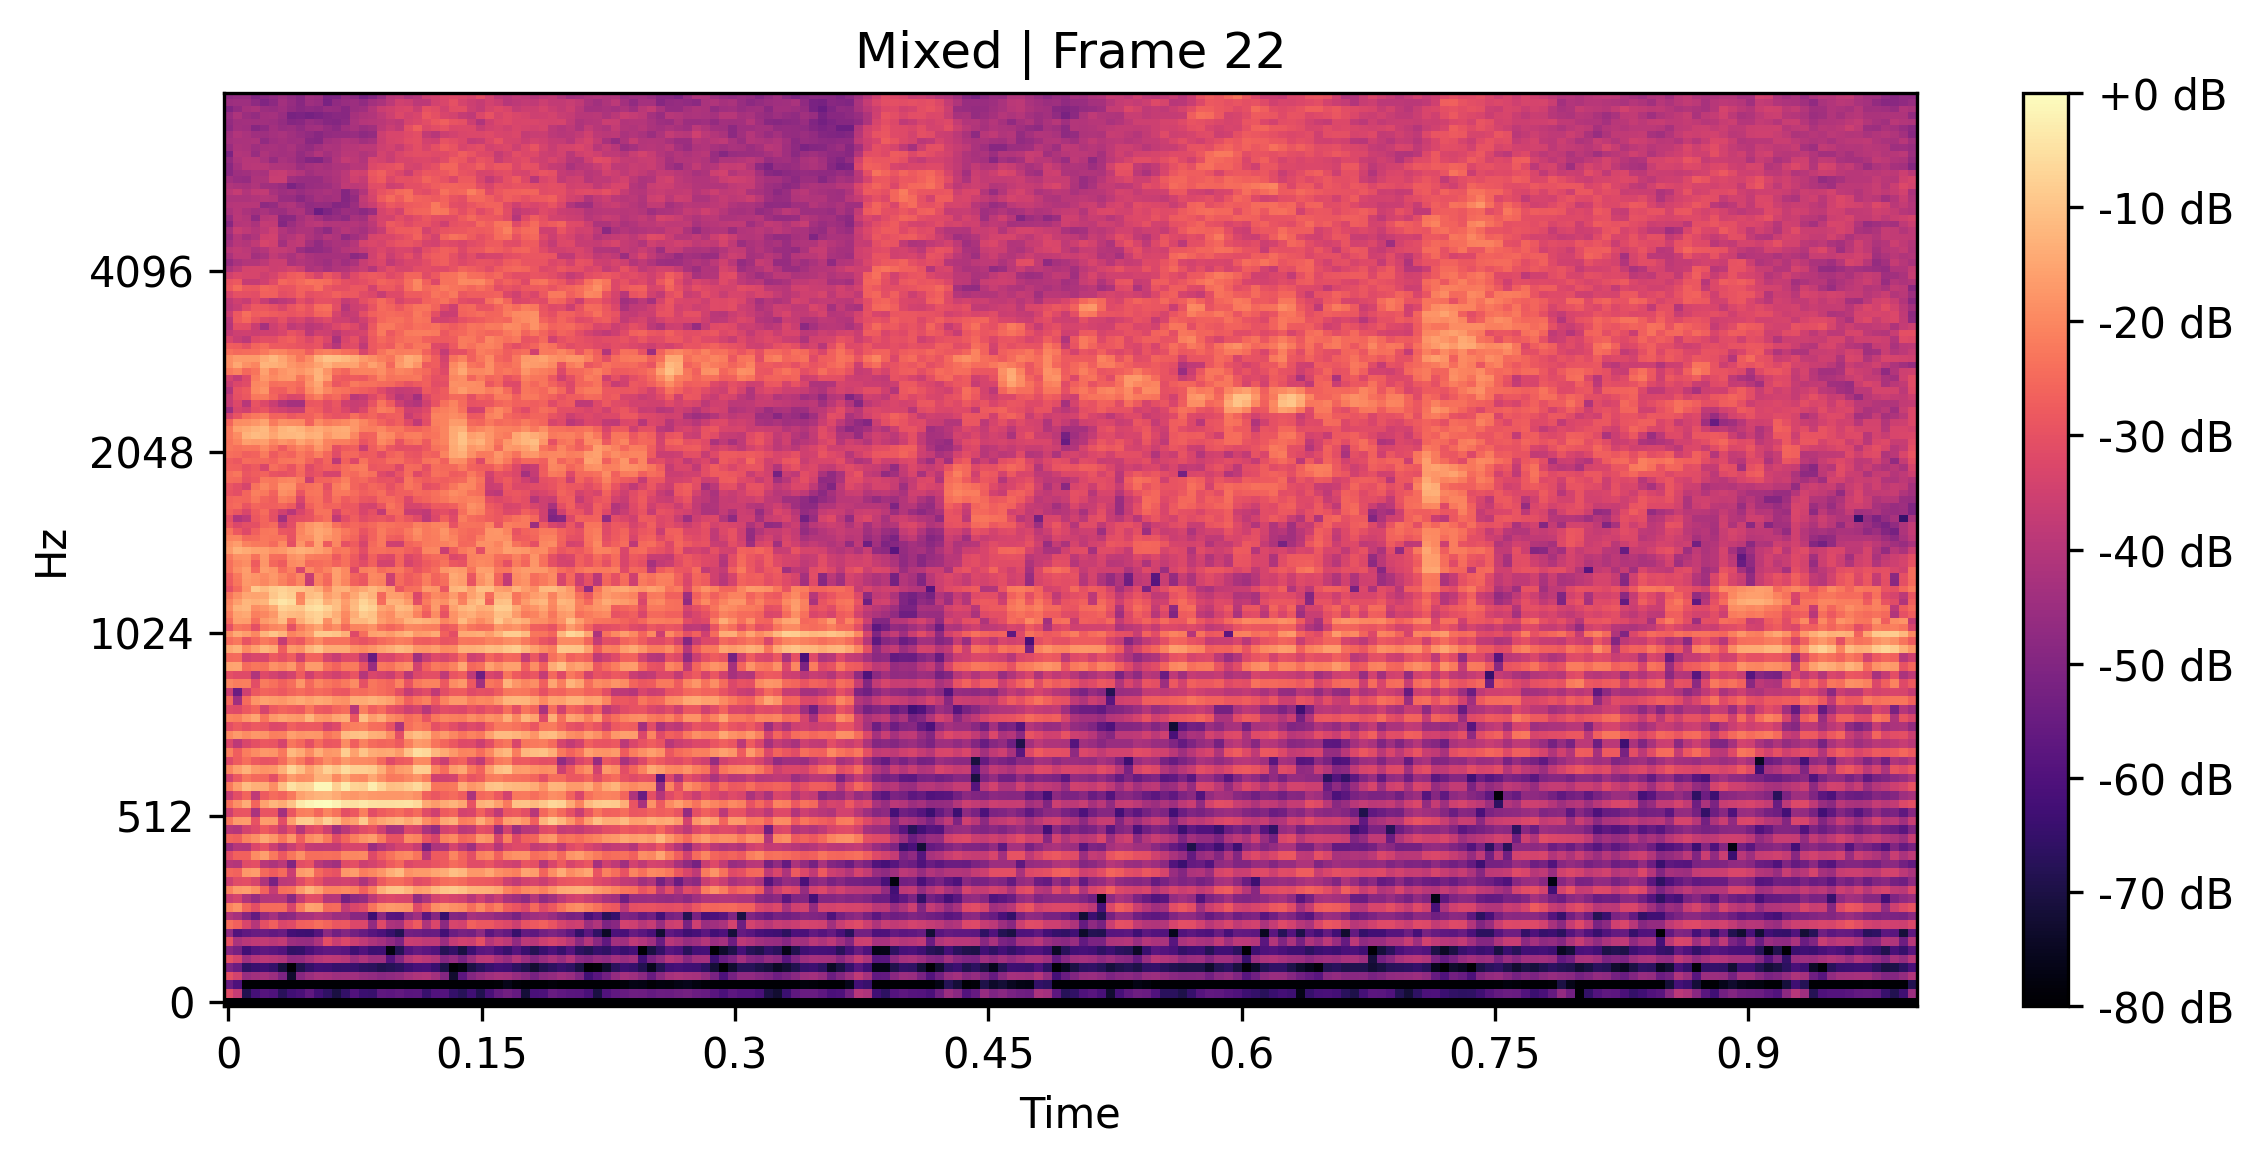 Mixed | Frame 22
+0 dB
-10 dB
-20 dB
-30 dB
-40 dB
-50 dB
-60 dB
-70 dB
-80 dB
Hz
4096
2048
1024
512
0
0 0.15 0.3 0.45 0.6 0.75 0.9
Time